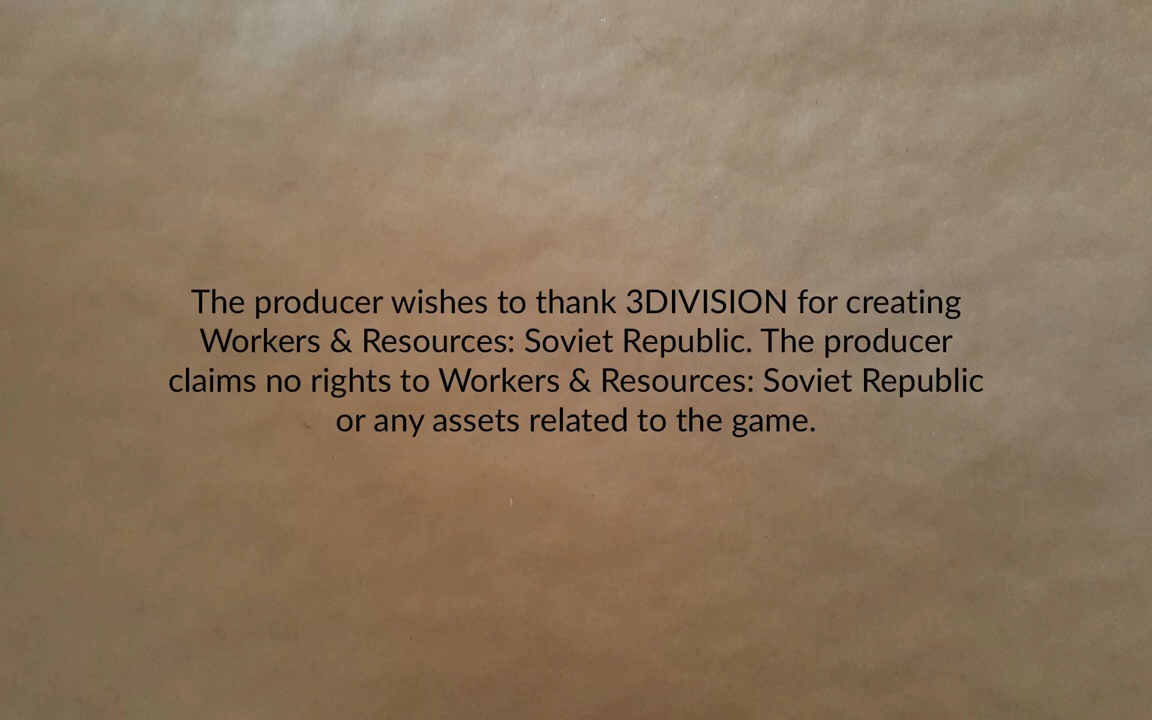 The producer wishes to thank 3DIVISION for creating
Workers & Resources: Soviet Republic. The producer
claims no rights to Workers & Resources: Soviet Republic
or any assets related to the game.